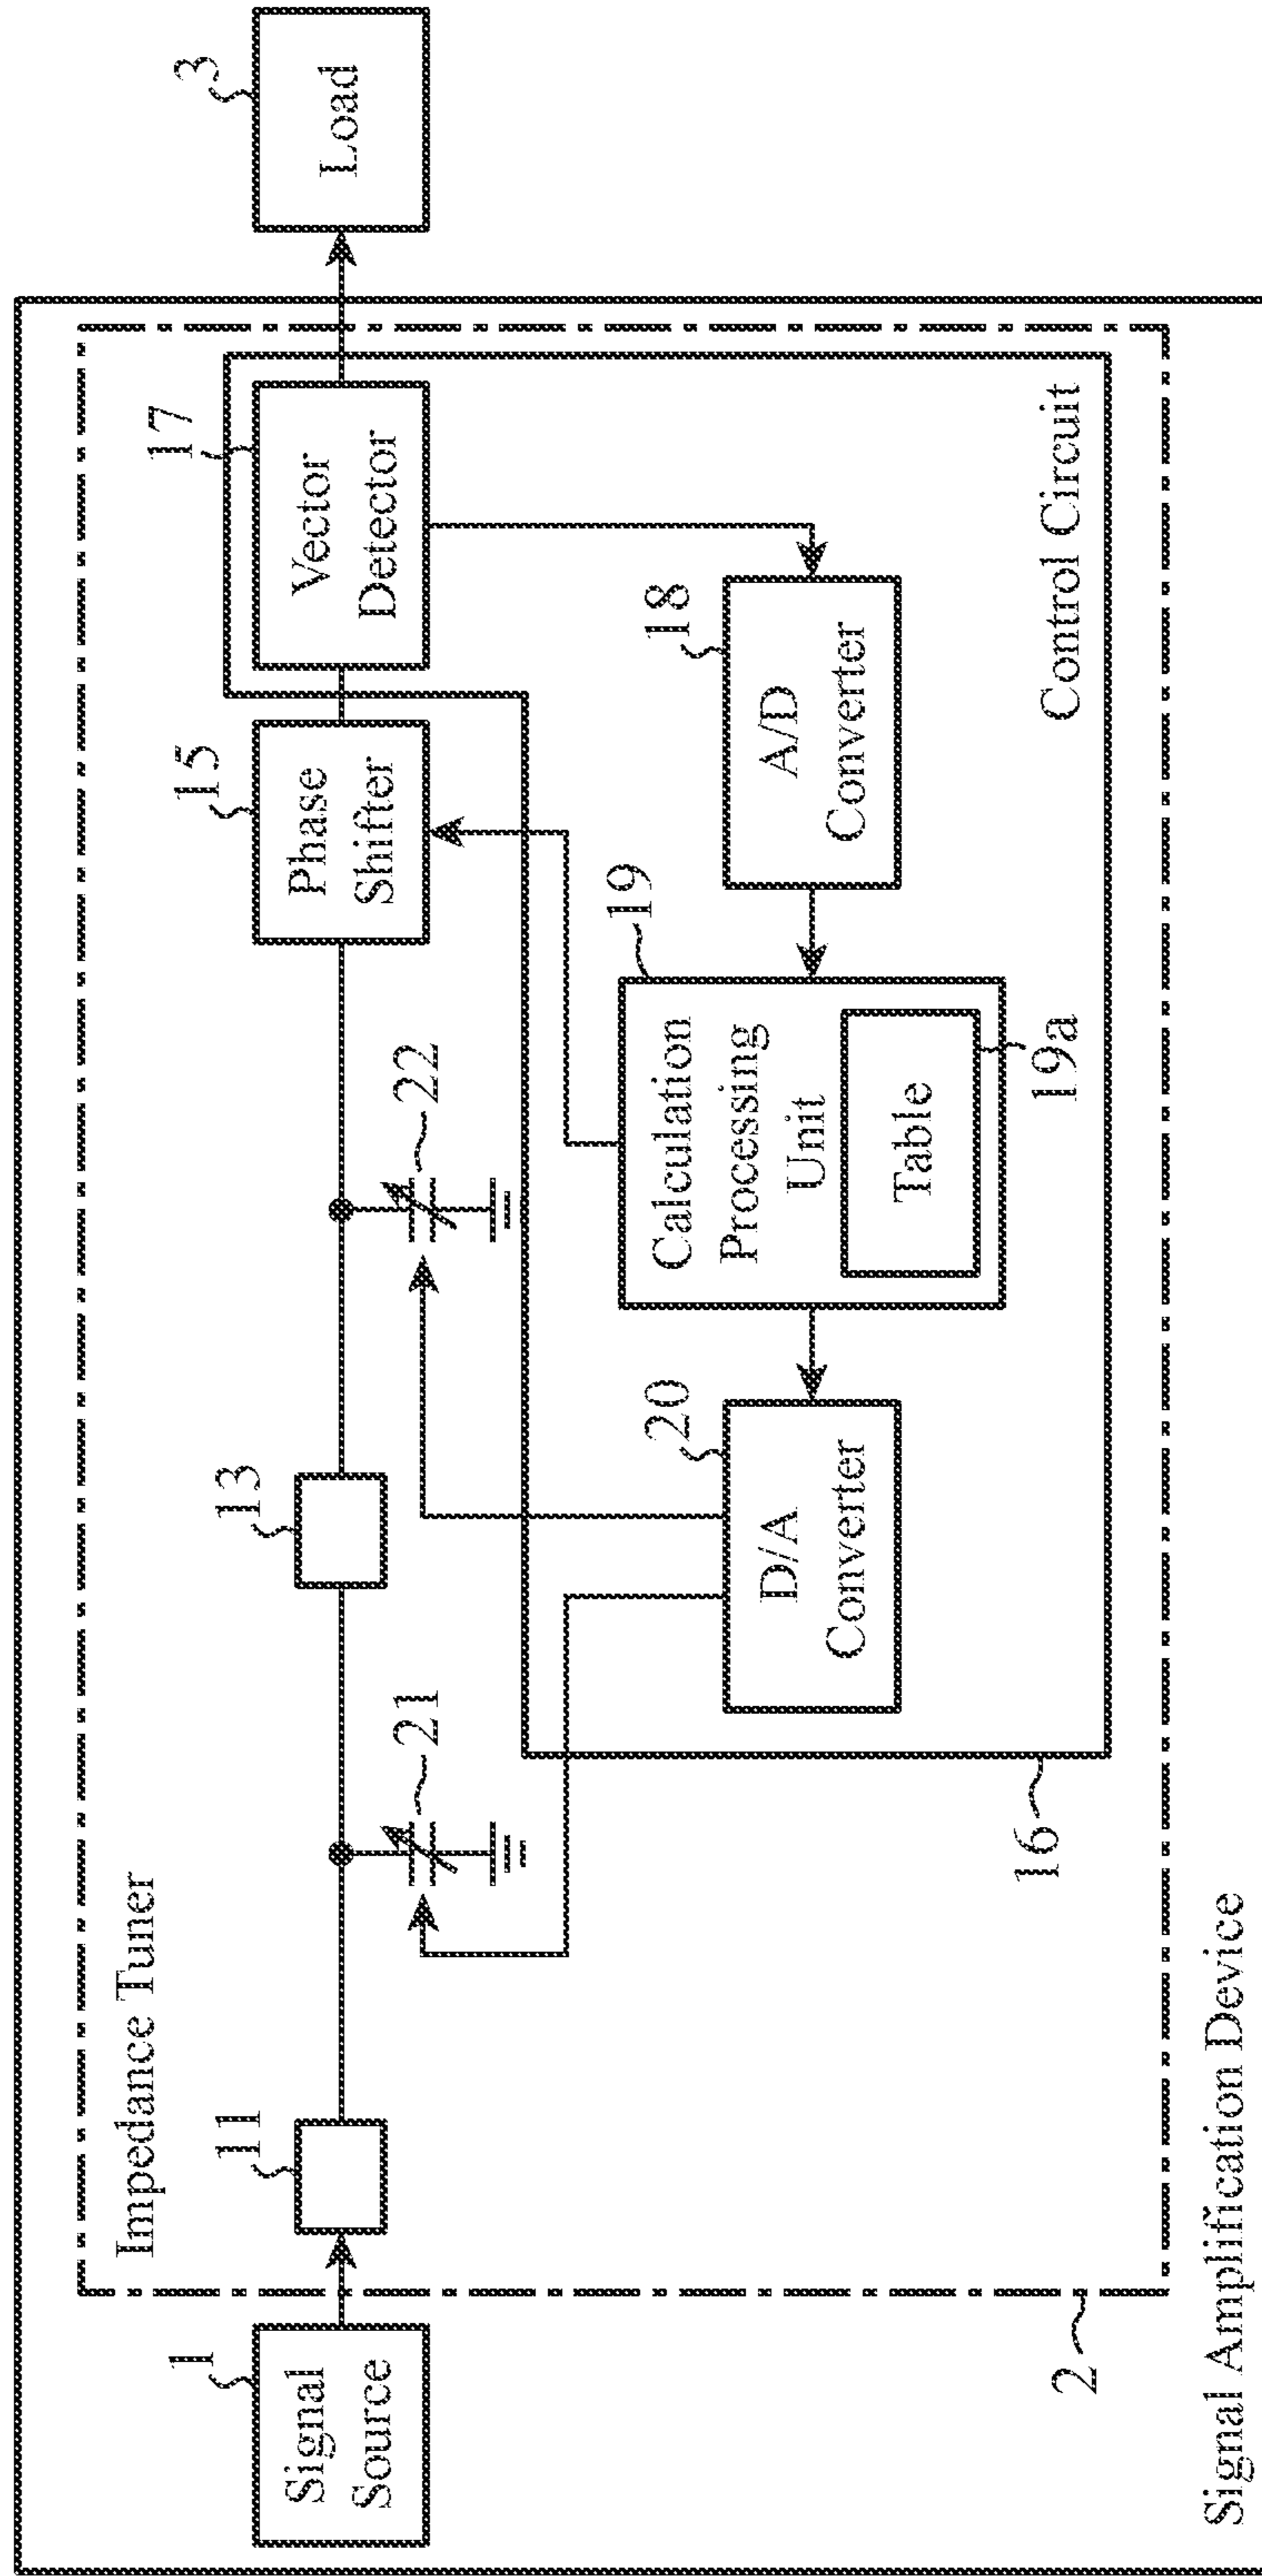 Signal Amplification Device
Impedance Tuner
1
Signal
Source
11
13
21
22
15
Phase
Shifter
17
Vector
Detector
3
Load
20
D/A
Converter
19
Calculation
Processing
Unit
Table
19a
18
A/D
Converter
Control Circuit
16
2